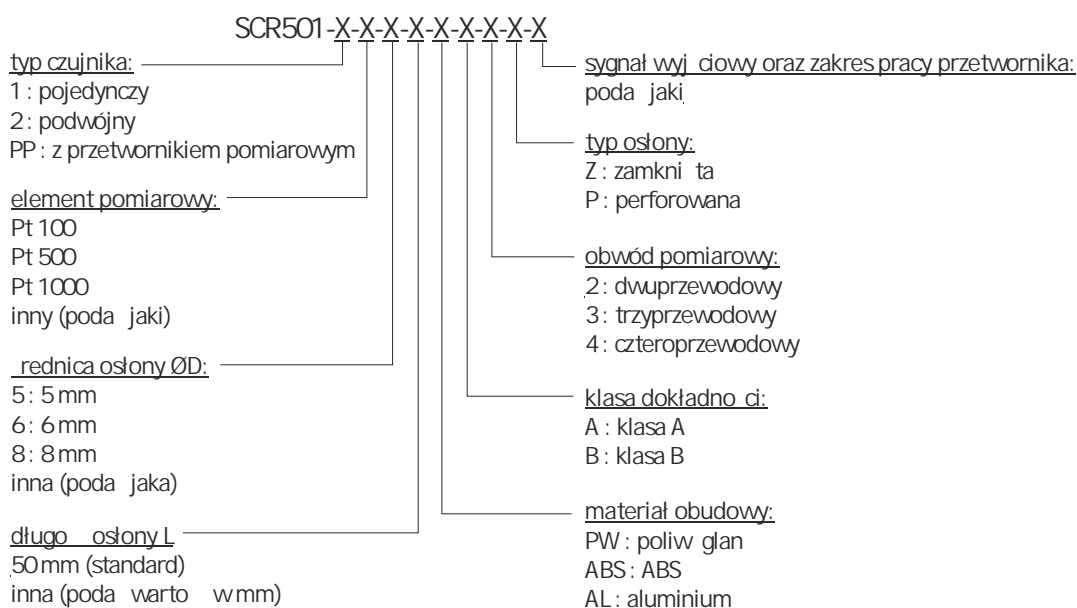 SCR501-X-X-X-X-X-X-X-X-X
typ czujnika:
1 : pojedynczy
2 : podwójny
PP : z przetwornikiem pomiarowym
element pomiarowy:
Pt 100
Pt 500
Pt 1000
inny (poda jaki)
rednica osłony ØD:
5 : 5 mm
6 : 6 mm
8 : 8 mm
inna (poda jaka)
długo osłony L
50 mm (standard)
inna (poda warto w mm)
sygnał wyj ciowy oraz zakres pracy przetwornika:
poda jaki
typ osłony:
Z : zamkni ta
P : perforowana
obwód pomiarowy:
2 : dwuprzewodowy
3 : trzyprzewodowy
4 : czteroprzewodowy
klasa dokładno ci:
A : klasa A
B : klasa B
materiał obudowy:
PW : poliw glan
ABS : ABS
AL : aluminium